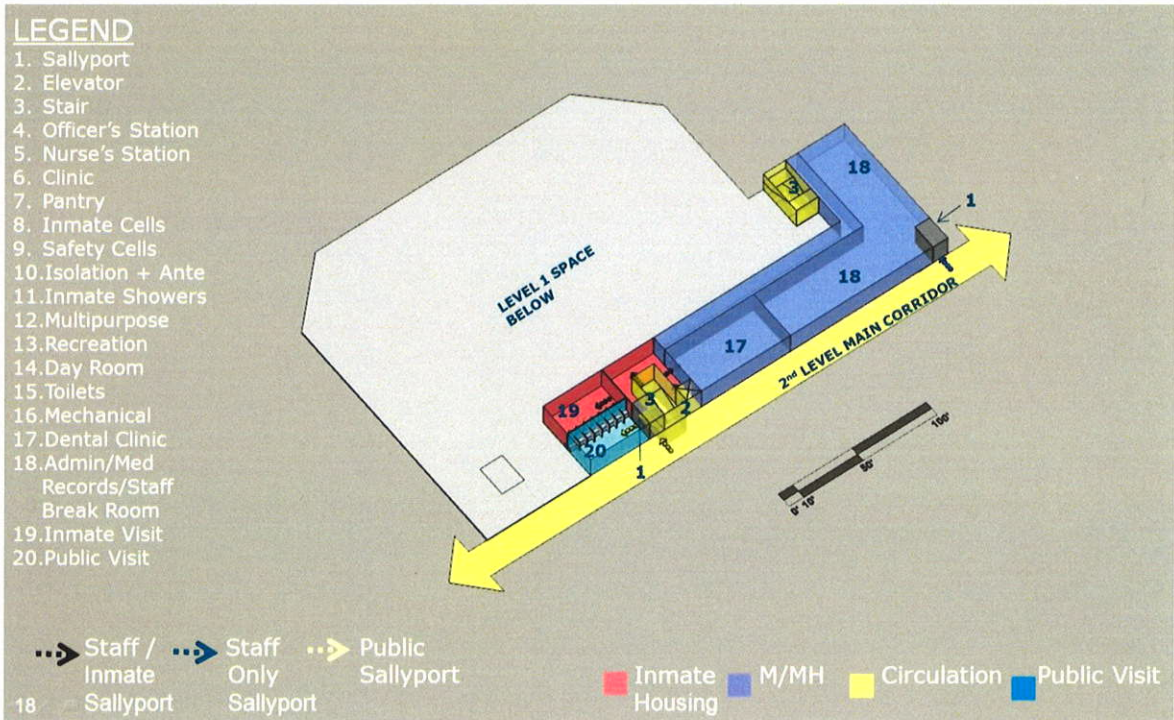 LEGEND
1. Sallyport
2. Elevator
3. Stair
4. Officer's Station
5. Nurse's Station
6. Clinic
7. Pantry
8. Inmate Cells
9. Safety Cells
10.Isolation + Ante
11.Inmate Showers
12.Multipurpose
13.Recreation
14.Day Room
15.Toilets
16.Mechanical
17.Dental Clinic
18.Admin/Med
Records/Staff
Break Room
19.Inmate Visit
20.Public Visit
18
3
1
LEVEL 1 SPACE
BELOW
18
17
2nd LEVEL MAIN CORRIDOR
19
3
2
20
1
0' 10' 50' 100'
Staff /
Inmate
Sallyport
Staff
Only
Sallyport
Public
Sallyport
Inmate
Housing
M/MH
Circulation
Public Visit
18